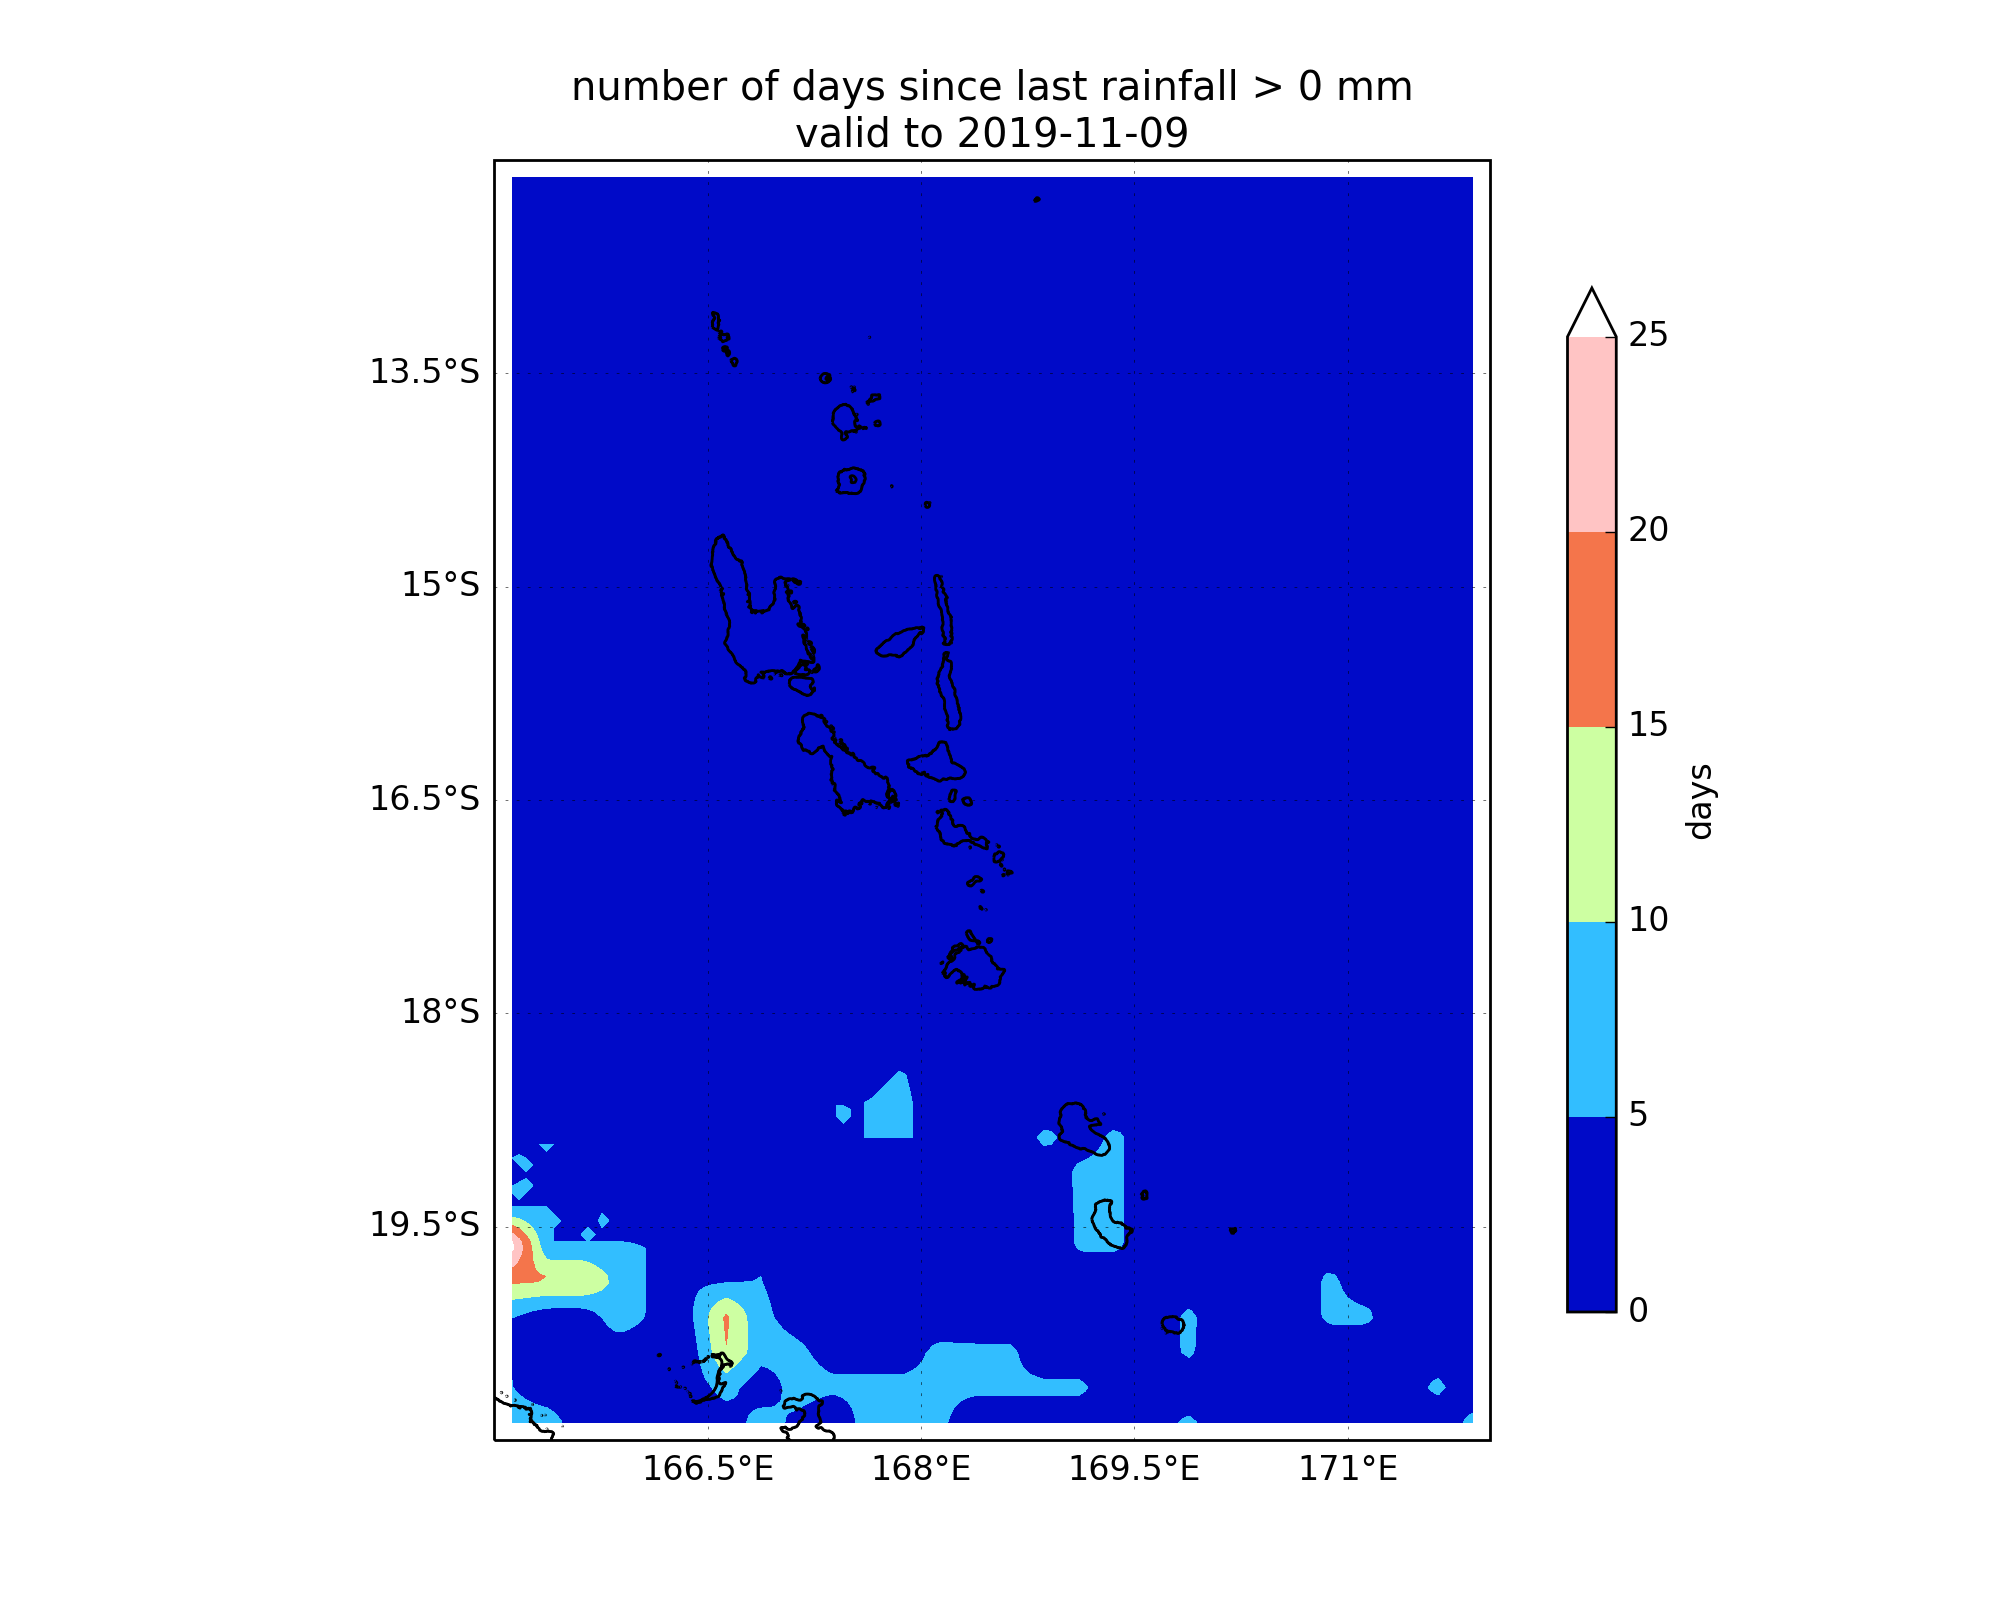 number of days since last rainfall > 0 mm
valid to 2019-11-09
13.5°S
15°S
16.5°S
18°S
19.5°S
166.5°E
168°E
169.5°E
171°E
25
20
15
10
5
0
days